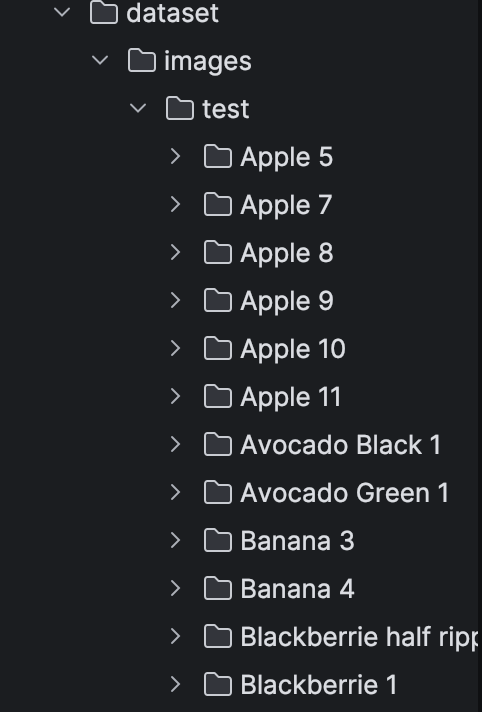 dataset
images
test
Apple 5
Apple 7
Apple 8
Apple 9
Apple 10
Apple 11
Avocado Black 1
Avocado Green 1
Banana 3
Banana 4
Blackberrie half
Blackberrie 1